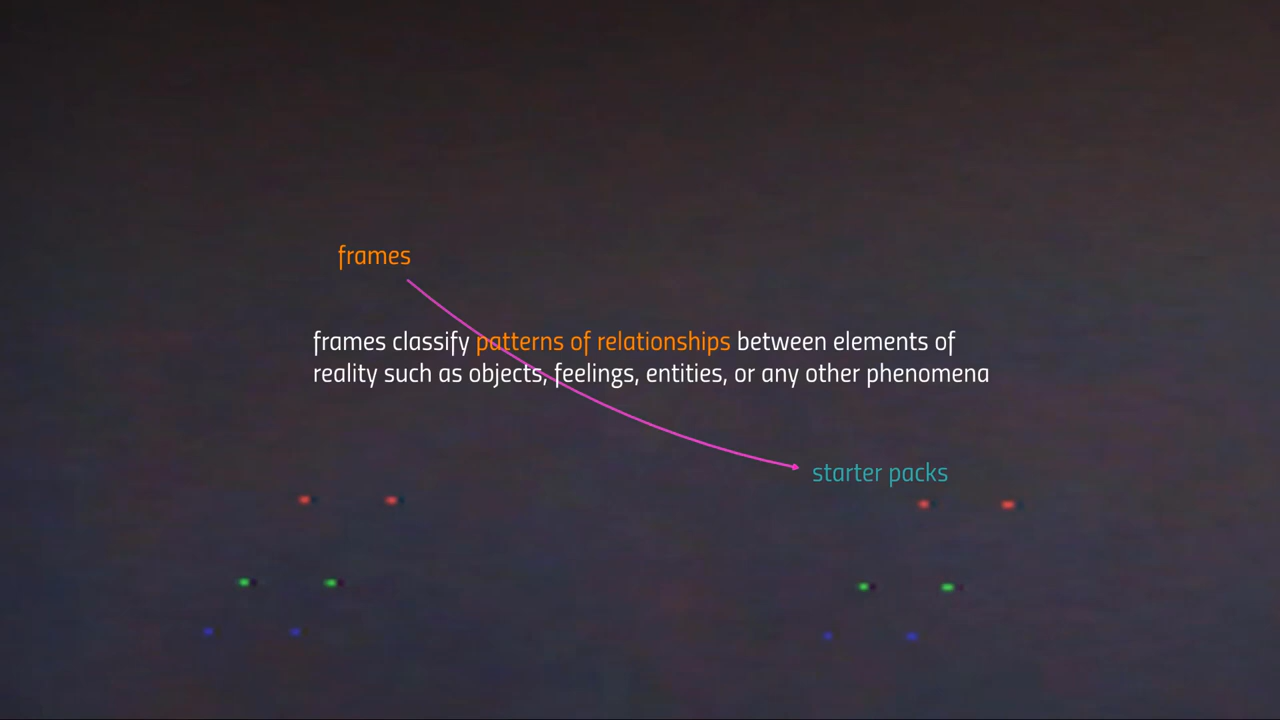 frames
frames classify patterns of relationships between elements of
reality such as objects, feelings, entities, or any other phenomena
starter packs